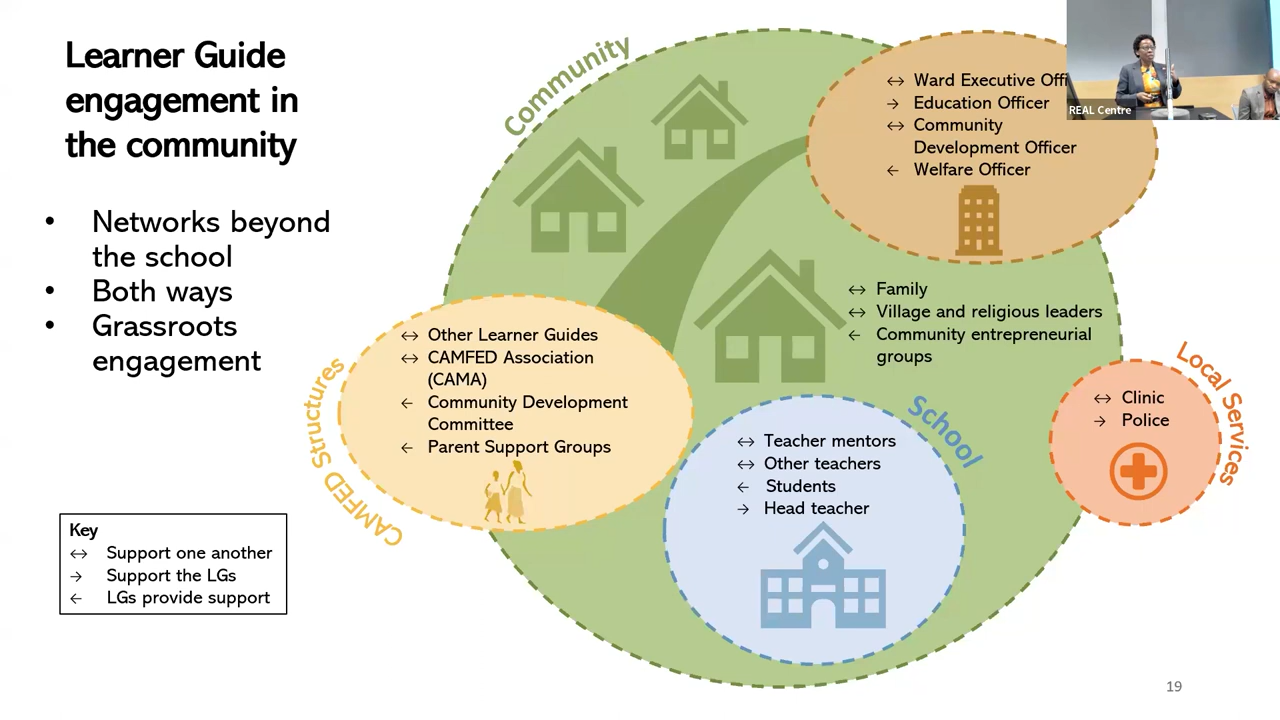 Learner Guide
engagement in
the community
• Networks beyond
the school
• Both ways
• Grassroots
engagement
Community
↔ Ward Executive
→ Education Officer
↔ Community
Development Officer
← Welfare Officer
REAL Centre
↔ Family
↔ Village and religious leaders
← Community entrepreneurial
groups
CAMFED Structures
↔ Other Learner Guides
↔ CAMFED Association
(CAMA)
← Community Development
Committee
← Parent Support Groups
School
↔ Teacher mentors
↔ Other teachers
← Students
→ Head teacher
Local Services
↔ Clinic
→ Police
Key
↔ Support one another
→ Support the LGs
← LGs provide support
19